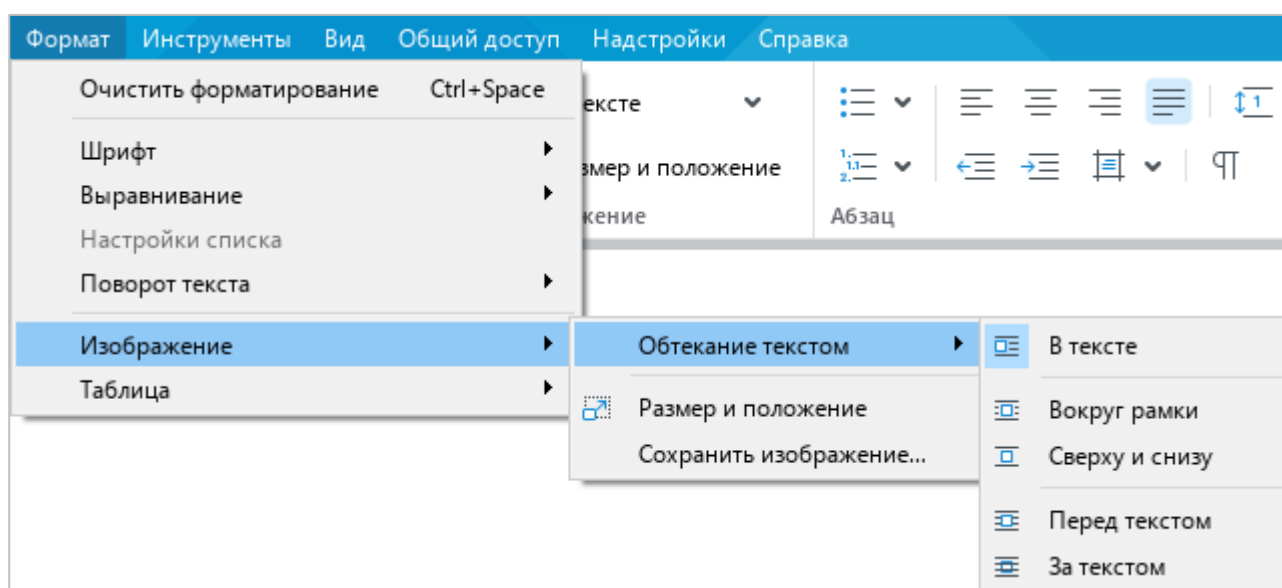 Формат Инструменты Вид Общий доступ Надстройки Справка
Очистить форматирование Ctrl+Space
ексте
Шрифт
змер и положение
Выравнивание
жение
Абзац
Настройки списка
Поворот текста
Изображение
Обтекание текстом
В тексте
Таблица
Размер и положение
Вокруг рамки
Сохранить изображение...
Сверху и снизу
Перед текстом
За текстом